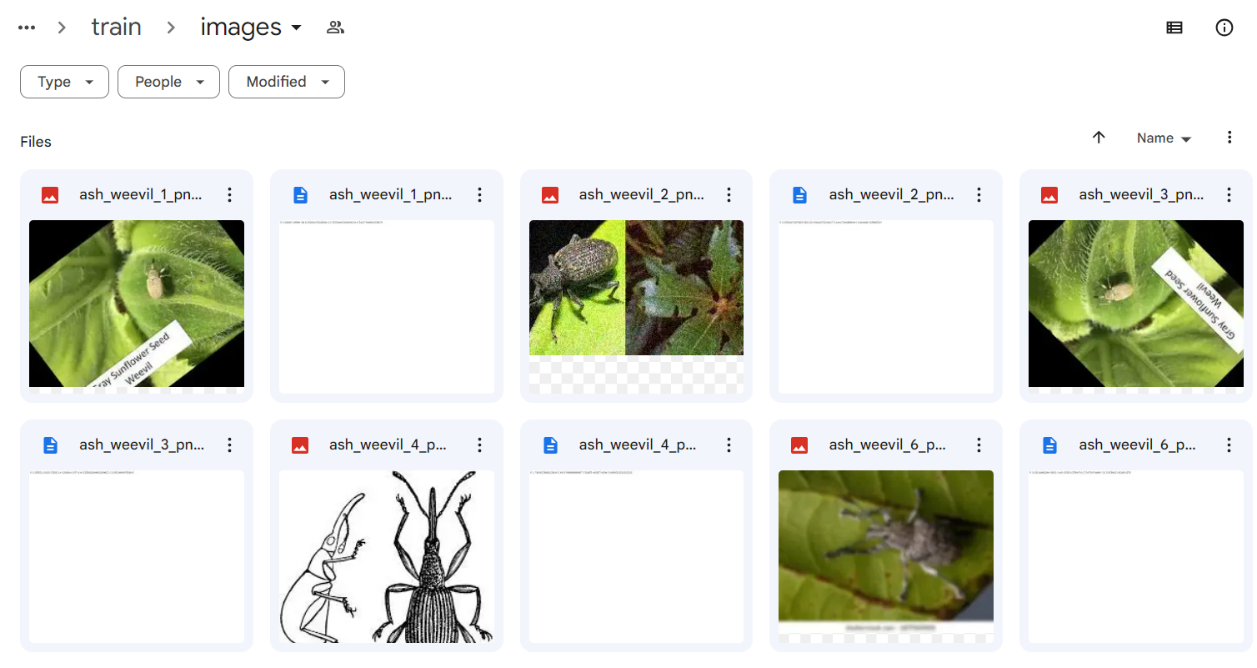 ... > train > images
Type People Modified
Files
Name
ash_weevil_1_pn...
ash_weevil_1_pn...
ash_weevil_2_pn...
ash_weevil_2_pn...
ash_weevil_3_pn...
Gray Sunflower Seed
Weevil
Gray Sunflower Seed
Weevil
ash_weevil_3_pn...
ash_weevil_4_p...
ash_weevil_4_p...
ash_weevil_6_p...
ash_weevil_6_p...